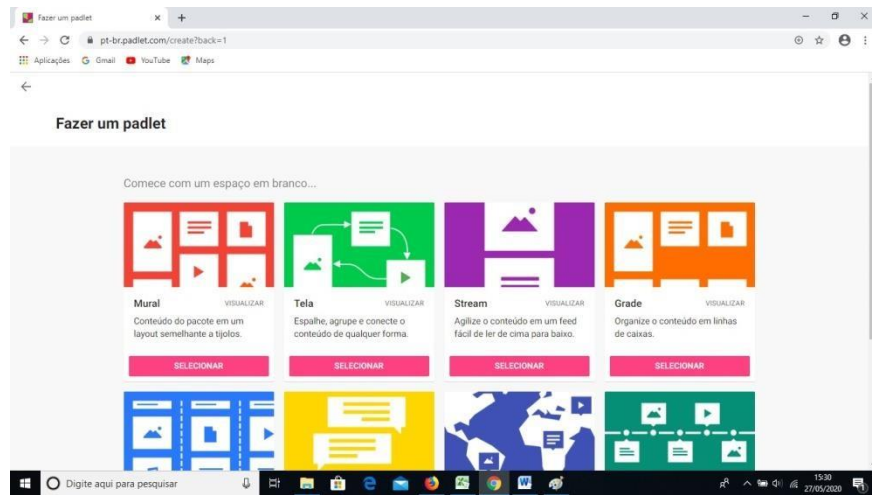 Fazer um padlet
pt-br.padlet.com/create?back=1
Aplicações Gmail YouTube Maps
Fazer um padlet
Comece com um espaço em branco...
Mural VISUALIZAR
Conteúdo do pacote em um
layout semelhante a tijolos.
SELECIONAR
Tela VISUALIZAR
Espalhe, agrupe e conecte o
conteúdo de qualquer forma.
SELECIONAR
Stream VISUALIZAR
Agilize o conteúdo em um feed
fácil de ler de cima para baixo.
SELECIONAR
Grade VISUALIZAR
Organize o conteúdo em linhas
de caixas.
SELECIONAR
Digite aqui para pesquisar
15:30
27/05/2020